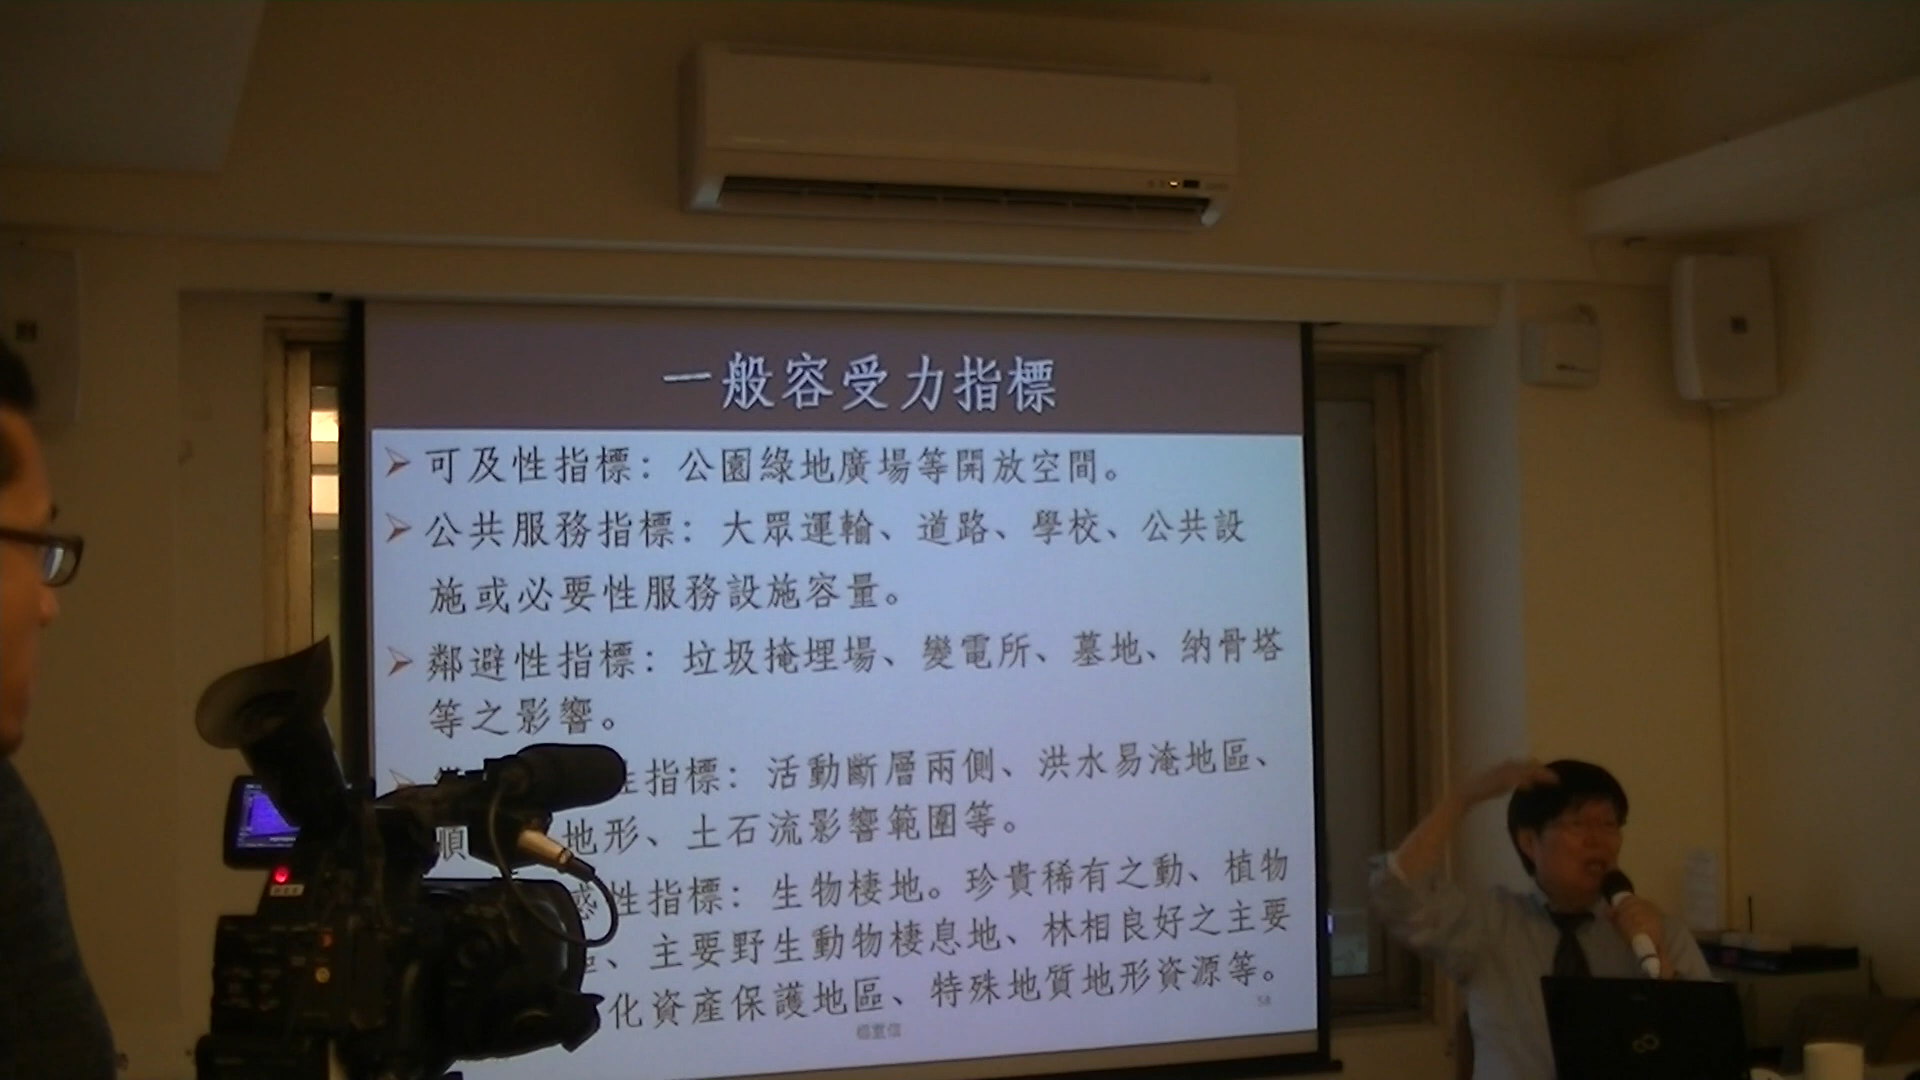 一般容受力指標
可及性指標：公園綠地廣場等開放空間。
公共服務指標：大眾運輸、道路、學校、公共設
施或必要性服務設施容量。
鄰避性指標：垃圾掩埋場、變電所、墓地、納骨塔
等之影響。
性指標：活動斷層兩側、洪水易淹地區、
順 地形、土石流影響範圍等。
惑性指標：生物棲地。珍貴稀有之動、植物
、主要野生動物棲息地、林相良好之主要
化資產保護地區、特殊地質地形資源等。
58
楊重信